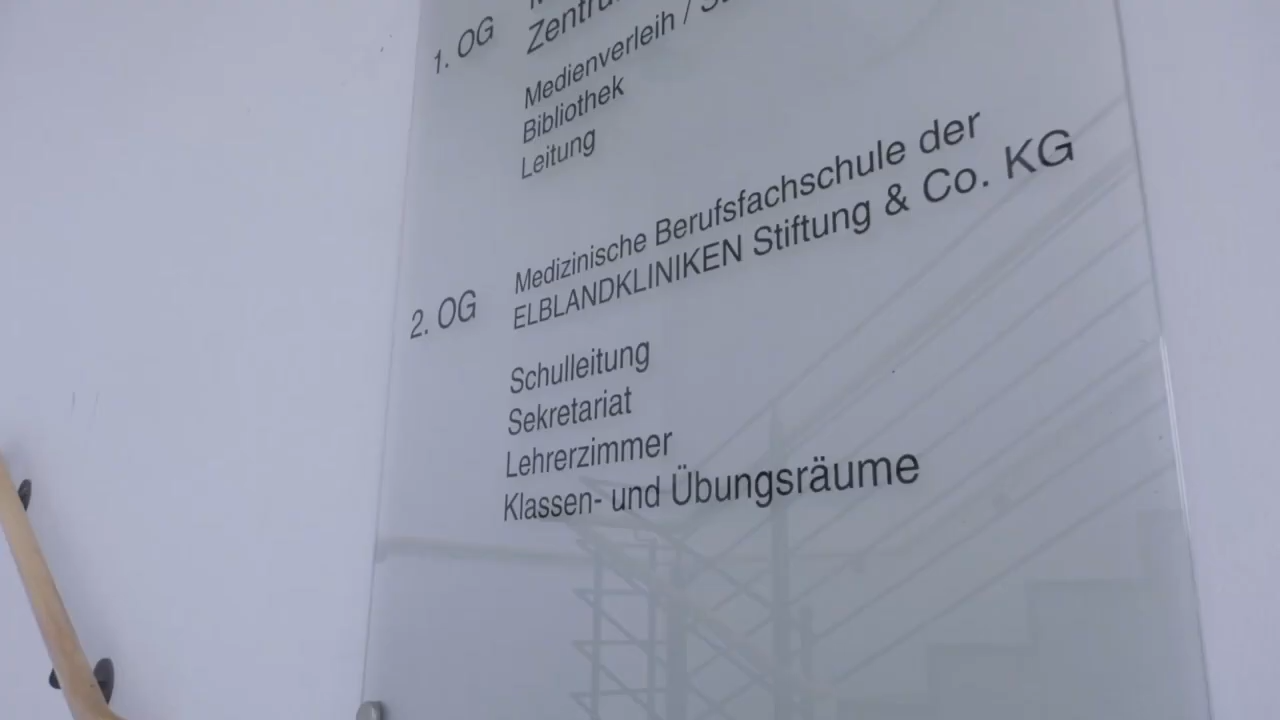 1. OG
Medienverleih /
Bibliothek
Leitung
2. OG
Medizinische Berufsfachschule der
ELBLANDKLINIKEN Stiftung & Co. KG
Schulleitung
Sekretariat
Lehrerzimmer
Klassen- und Übungsräume